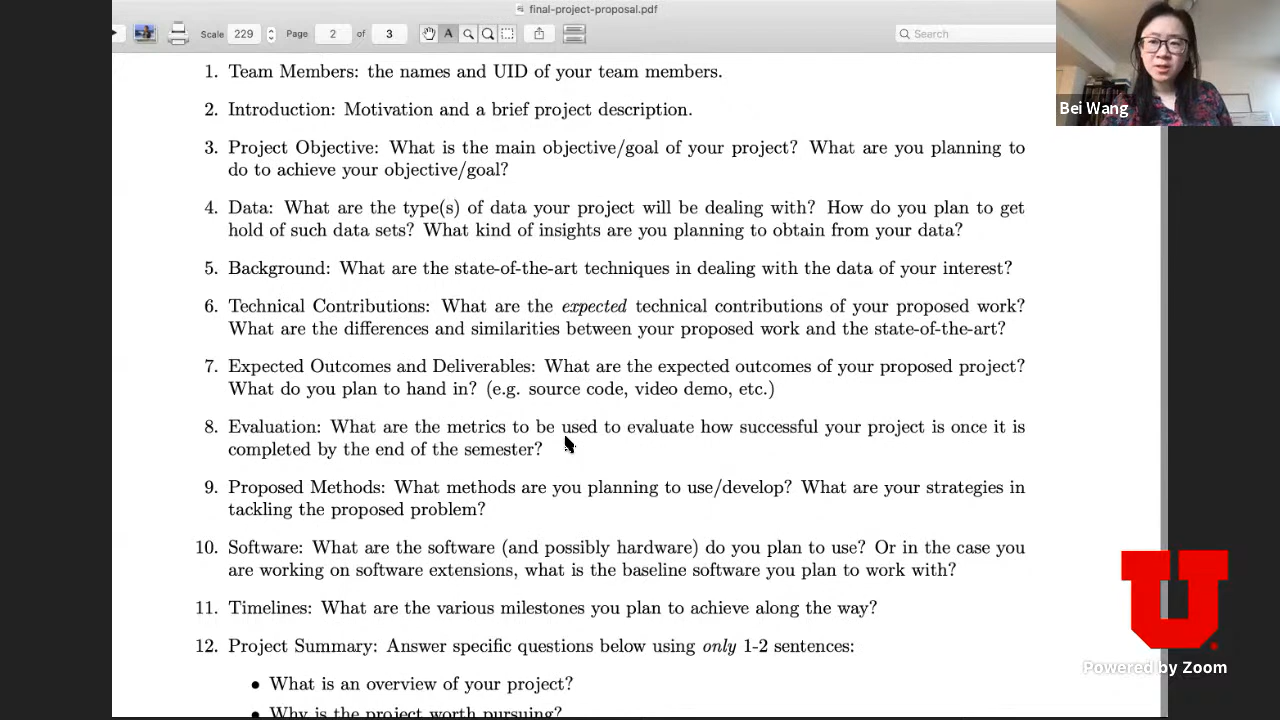 final-project-proposal.pdf
Scale 229 Page 2 of 3 A Search
1. Team Members: the names and UID of your team members.
Bei Wang
2. Introduction: Motivation and a brief project description.
3. Project Objective: What is the main objective/goal of your project? What are you planning to
do to achieve your objective/goal?
4. Data: What are the type(s) of data your project will be dealing with? How do you plan to get
hold of such data sets? What kind of insights are you planning to obtain from your data?
5. Background: What are the state-of-the-art techniques in dealing with the data of your interest?
6. Technical Contributions: What are the expected technical contributions of your proposed work?
What are the differences and similarities between your proposed work and the state-of-the-art?
7. Expected Outcomes and Deliverables: What are the expected outcomes of your proposed project?
What do you plan to hand in? (e.g. source code, video demo, etc.)
8. Evaluation: What are the metrics to be used to evaluate how successful your project is once it is
completed by the end of the semester?
9. Proposed Methods: What methods are you planning to use/develop? What are your strategies in
tackling the proposed problem?
10. Software: What are the software (and possibly hardware) do you plan to use? Or in the case you
are working on software extensions, what is the baseline software you plan to work with?
11. Timelines: What are the various milestones you plan to achieve along the way?
12. Project Summary: Answer specific questions below using only 1-2 sentences:
• What is an overview of your project?
• Why is the project worth pursuing?
U
Powered by Zoom